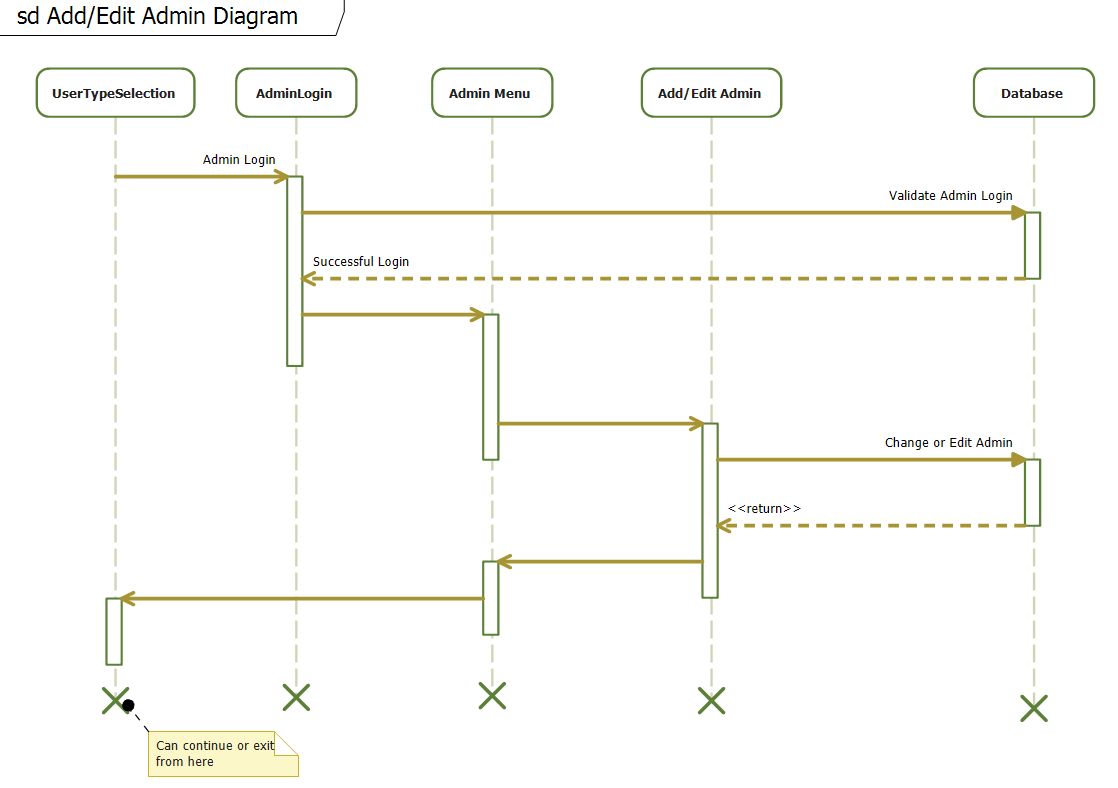 sd Add/Edit Admin Diagram
UserTypeSelection
AdminLogin
Admin Menu
Add/Edit Admin
Database
Admin Login
Validate Admin Login
Successful Login
Change or Edit Admin
<<return>>
Can continue or exit
from here